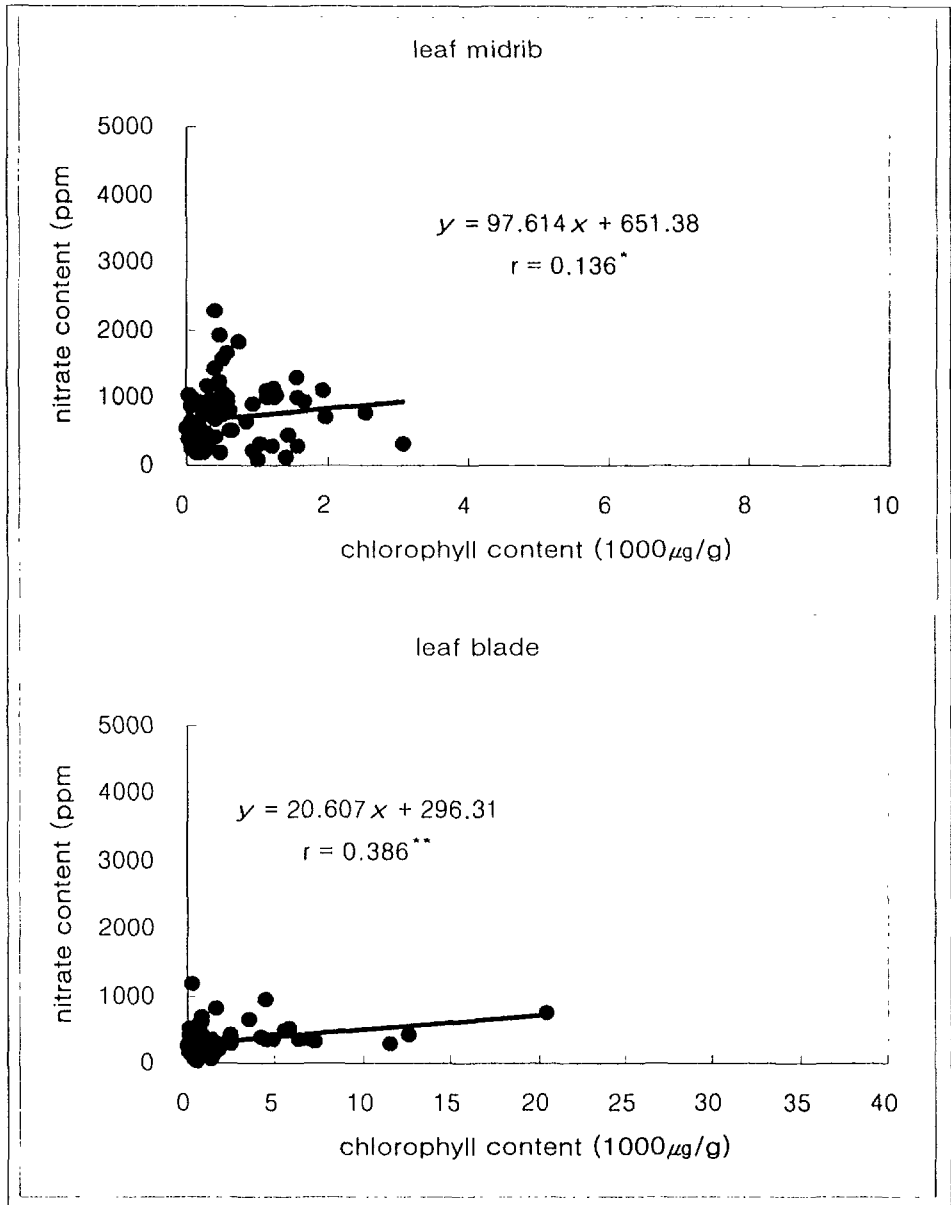 leaf midrib
5000
4000
3000
2000
1000
0
nitrate content (ppm
y = 97.614x + 651.38
r = 0.136*
0 2 4 6 8 10
chlorophyll content (1000μg/g)
leaf blade
5000
4000
3000
2000
1000
0
nitrate content (ppm
y = 20.607x + 296.31
r = 0.386**
0 5 10 15 20 25 30 35 40
chlorophyll content (1000μg/g)